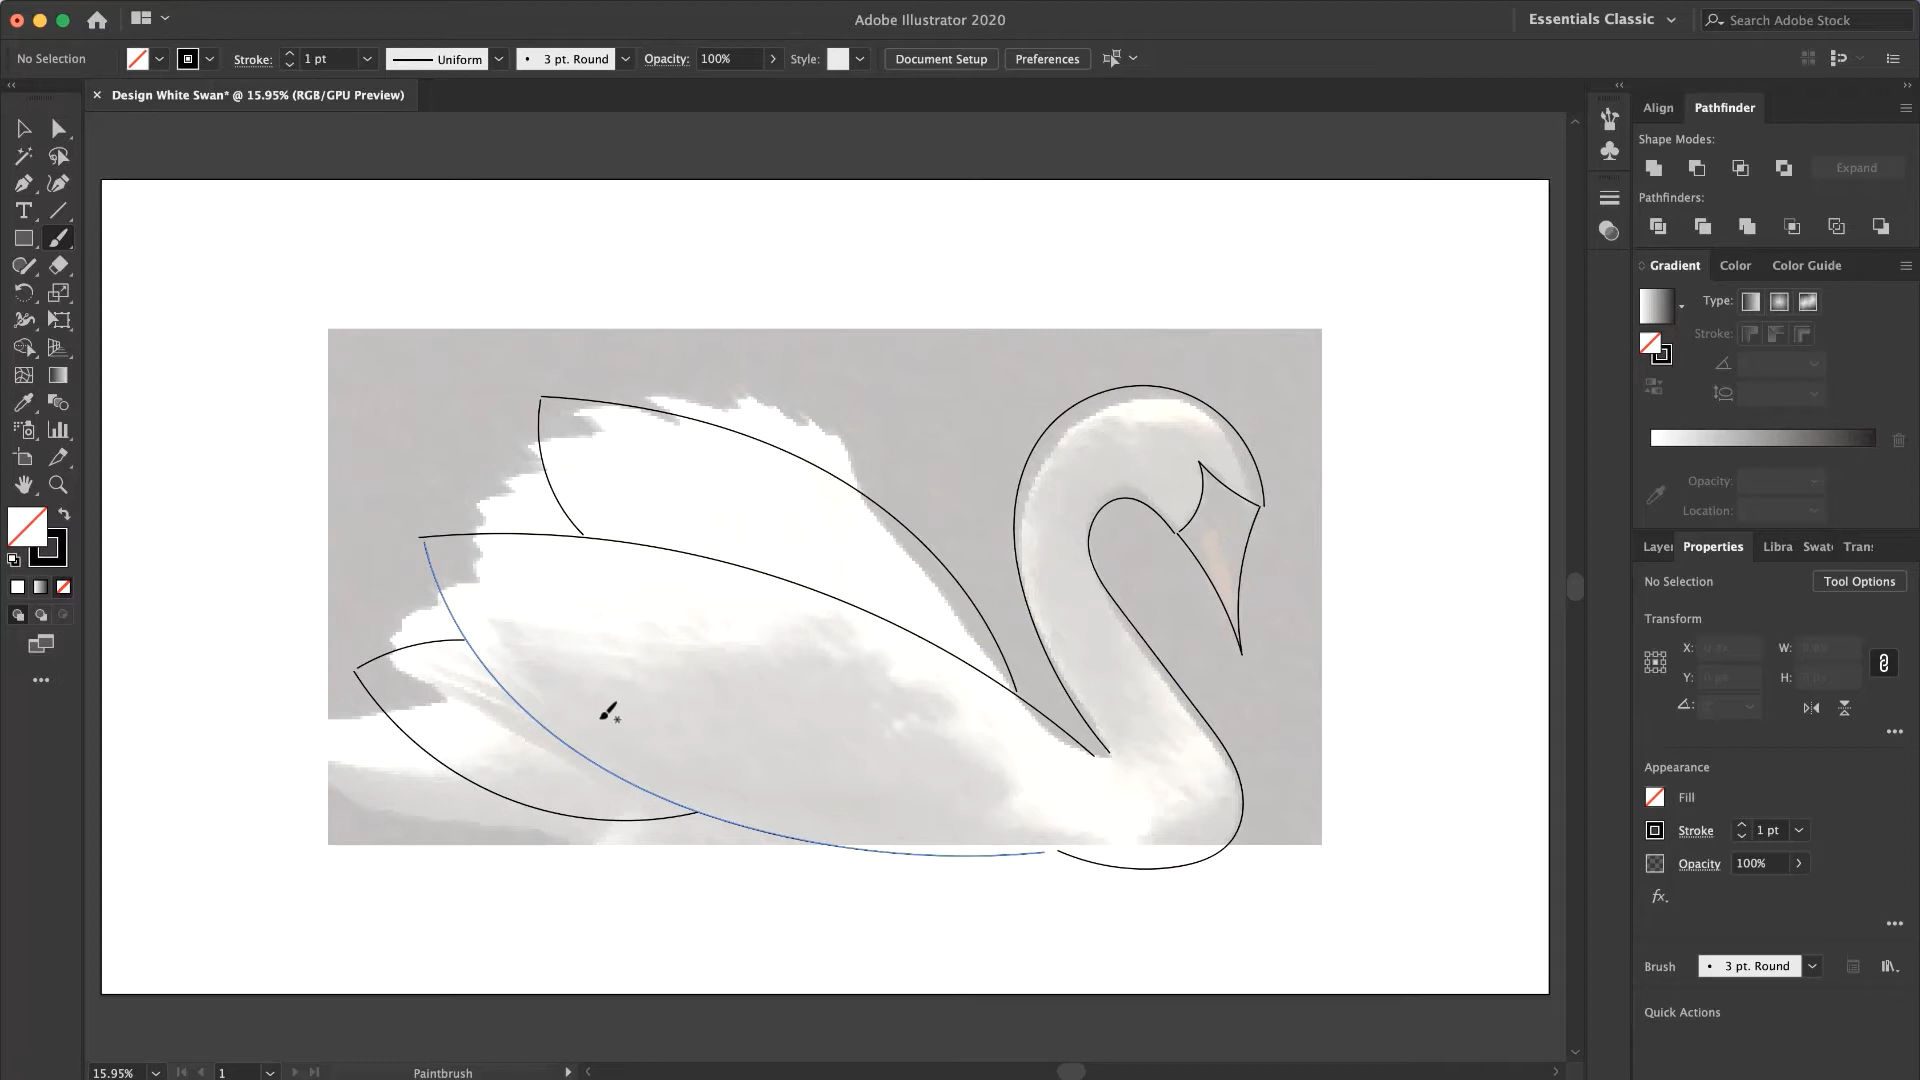 Adobe Illustrator 2020
Essentials Classic
Search Adobe Stock
No Selection
Stroke:
1 pt
Uniform
3 pt. Round
Opacity:
100%
Style:
Document Setup
Preferences
Design White Swan* @ 15.95% (RGB/GPU Preview)
Align
Pathfinder
Shape Modes:
Expand
Pathfinders:
Gradient
Color
Color Guide
Type:
Stroke:
Opacity:
Location:
Layer
Properties
Libra
Swatc
Trans
No Selection
Tool Options
Transform
X:
W:
Y:
H:
Appearance
Fill
Stroke
1 pt
Opacity
100%
fx
Brush
3 pt. Round
Quick Actions
15.95%
1
Paintbrush